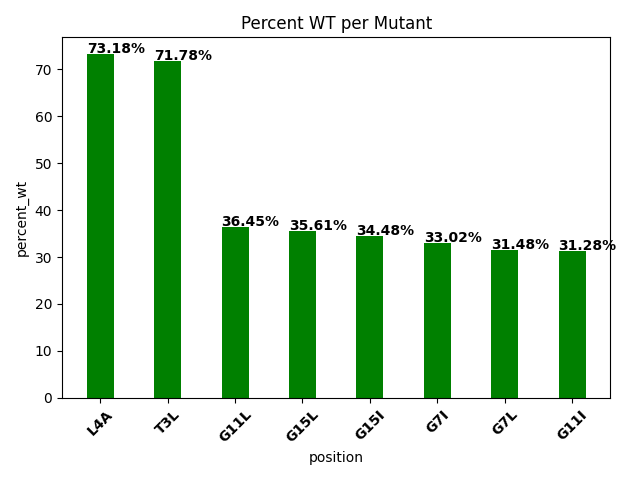 Percent WT per Mutant
percent_wt
70
60
50
40
30
20
10
0
73.18%
71.78%
36.45%
35.61%
34.48%
33.02%
31.48%
31.28%
L4A
T3L
G11L
G15L
G15I
G7I
G7L
G11I
position